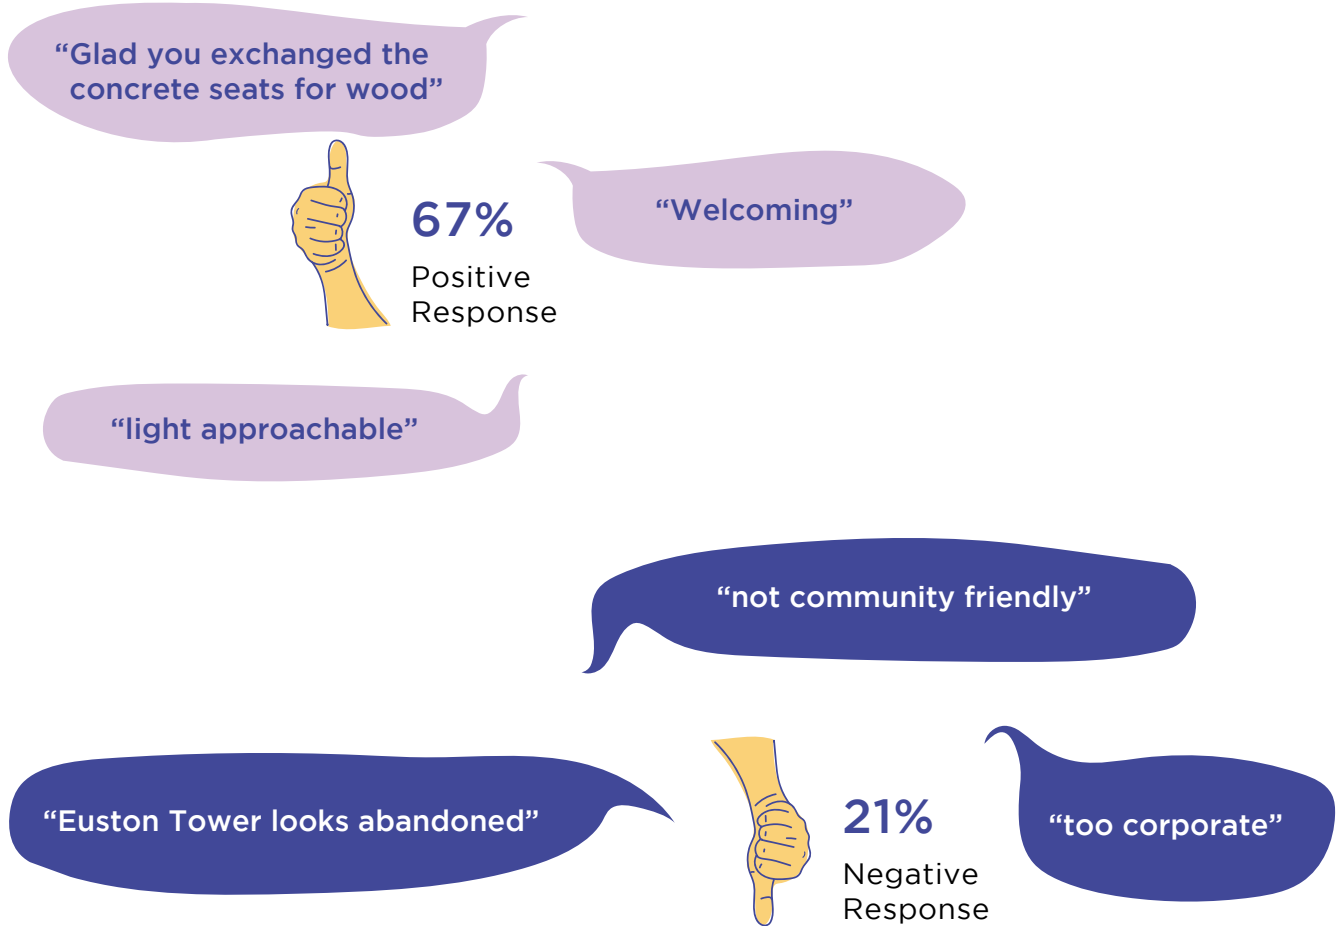 “Glad you exchanged the
concrete seats for wood”
67%
Positive
Response
“Welcoming”
“light approachable”
“not community friendly”
“Euston Tower looks abandoned”
21%
Negative
Response
“too corporate”